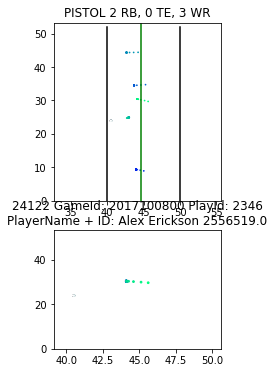 PISTOL 2 RB, 0 TE, 3 WR
50
40
30
20
10
0
35 40 45 50 55
24122 GameId: 2017100800 PlayId: 2346
PlayerName + ID: Alex Erickson 2556519.0
40
20
0
40.0 42.5 45.0 47.5 50.0